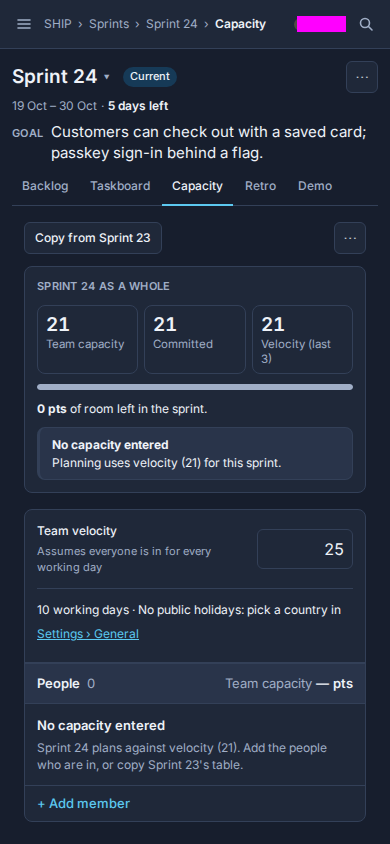 SHIP › Sprints › Sprint 24 › Capacity
Sprint 24 ▾ Current ...
19 Oct – 30 Oct · 5 days left
GOAL Customers can check out with a saved card;
passkey sign-in behind a flag.
Backlog Taskboard Capacity Retro Demo
Copy from Sprint 23 ...
SPRINT 24 AS A WHOLE
21 21 21
Team capacity Committed Velocity (last
3)
0 pts of room left in the sprint.
No capacity entered
Planning uses velocity (21) for this sprint.
Team velocity
25
Assumes everyone is in for every
working day
10 working days · No public holidays: pick a country in
Settings › General
People 0 Team capacity — pts
No capacity entered
Sprint 24 plans against velocity (21). Add the people
who are in, or copy Sprint 23's table.
+ Add member